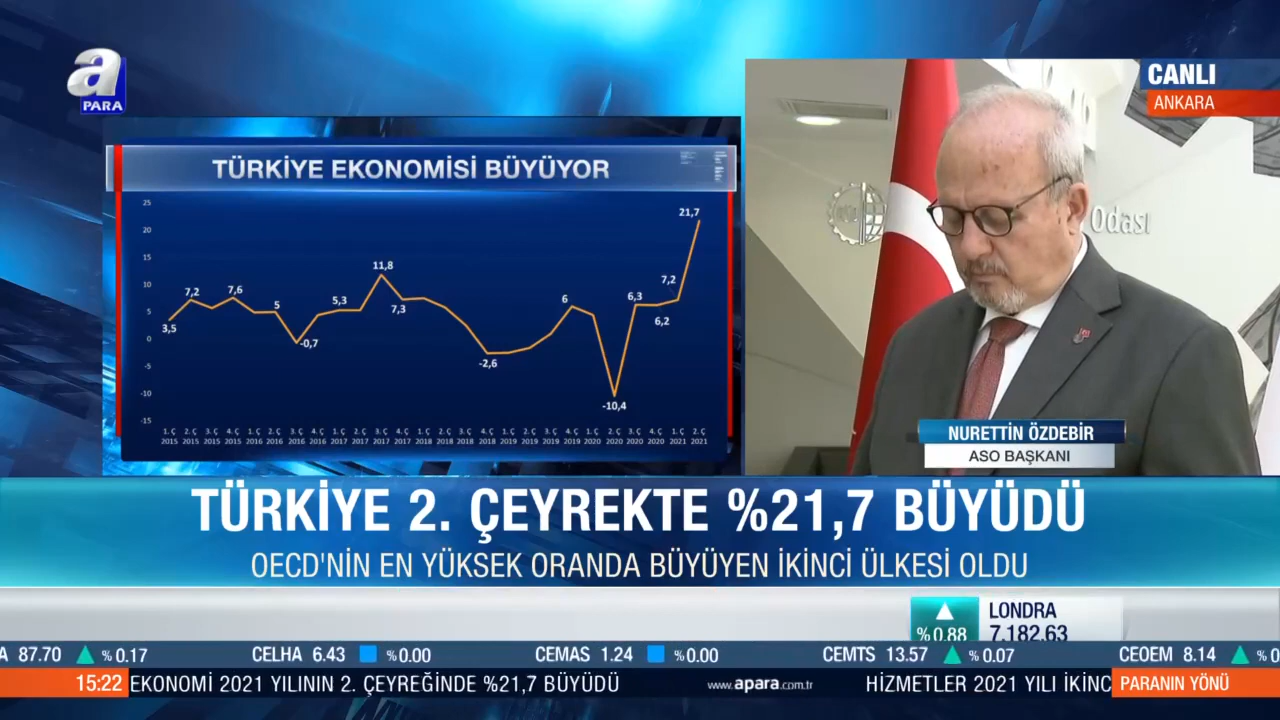 a
PARA
CANLI
ANKARA
TÜRKİYE EKONOMİSİ BÜYÜYOR
25
20
15
10
5
0
-5
-10
-15
3,5
7,2
7,6
5
-0,7
5,3
11,8
7,3
-2,6
6
-10,4
6,3
6,2
7,2
21,7
1. Ç 2. Ç 3. Ç 4. Ç 1. Ç 2. Ç 3. Ç 4. Ç 1. Ç 2. Ç 3. Ç 4. Ç 1. Ç 2. Ç 3. Ç 4. Ç 1. Ç 2. Ç 3. Ç 4. Ç 1. Ç 2. Ç 3. Ç 4. Ç 1. Ç 2. Ç
2015 2015 2015 2015 2016 2016 2016 2016 2017 2017 2017 2017 2018 2018 2018 2018 2019 2019 2019 2019 2020 2020 2020 2020 2021 2021
Odası
NURETTİN ÖZDEBİR
ASO BAŞKANI
TÜRKİYE 2. ÇEYREKTE %21,7 BÜYÜDÜ
OECD'NİN EN YÜKSEK ORANDA BÜYÜYEN İKİNCİ ÜLKESİ OLDU
%0.88
LONDRA
7.182,63
A 87.70 %0.17 CELHA 6.43 %0.00 CEMAS 1.24 %0.00 CEMTS 13.57 %0.07 CEOEM 8.14 %0
15:22 EKONOMİ 2021 YILININ 2. ÇEYREĞİNDE %21,7 BÜYÜDÜ www.apara.com.tr HİZMETLER 2021 YILI İKİNC PARANIN YÖNÜ